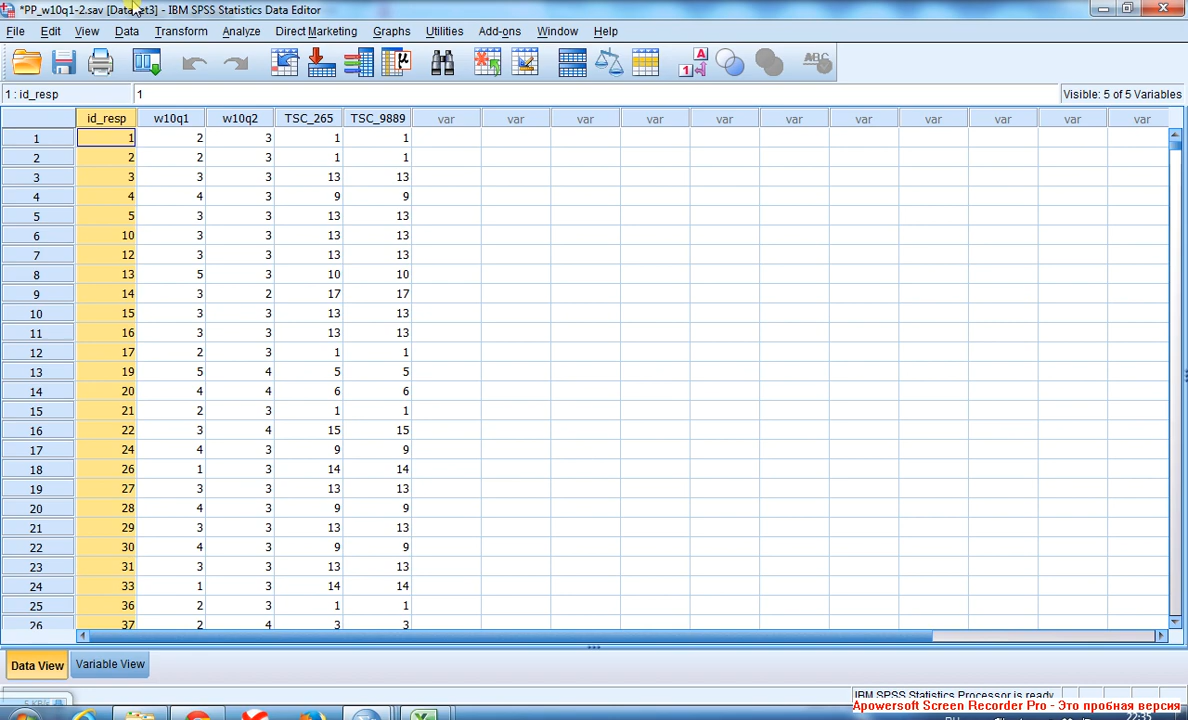 *PP_w10q1-2.sav [DataSet3] - IBM SPSS Statistics Data Editor
File Edit View Data Transform Analyze Direct Marketing Graphs Utilities Add-ons Window Help
1 : id_resp 1 Visible: 5 of 5 Variables
id_resp w10q1 w10q2 TSC_265 TSC_9889 var var var var var var var var var var var
1 1 2 3 1 1
2 2 2 3 1 1
3 3 3 3 13 13
4 4 4 3 9 9
5 5 3 3 13 13
6 10 3 3 13 13
7 12 3 3 13 13
8 13 5 3 10 10
9 14 3 2 17 17
10 15 3 3 13 13
11 16 3 3 13 13
12 17 2 3 1 1
13 19 5 4 5 5
14 20 4 4 6 6
15 21 2 3 1 1
16 22 3 4 15 15
17 24 4 3 9 9
18 26 1 3 14 14
19 27 3 3 13 13
20 28 4 3 9 9
21 29 3 3 13 13
22 30 4 3 9 9
23 31 3 3 13 13
24 33 1 3 14 14
25 36 2 3 1 1
26 37 2 4 3 3
Data View Variable View
IBM SPSS Statistics Processor is ready
Apowersoft Screen Recorder Pro - Это пробная версия